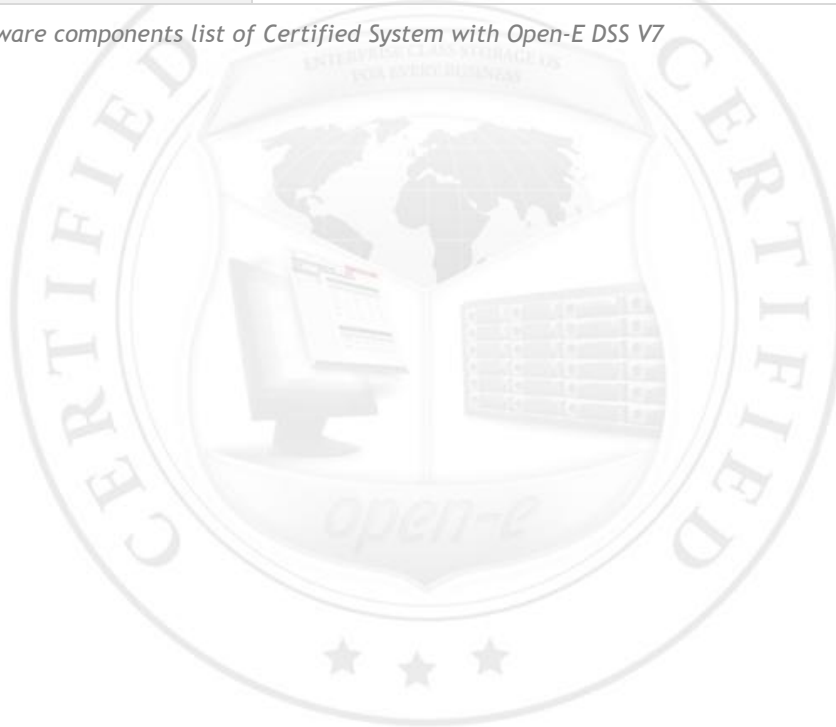 ware components list of Certified System with Open-E DSS V7
ENTERPRISE CLASS STORAGE OS
FOR EVERY BUSINESS
CERTIFIED
CERTIFIED
open-e